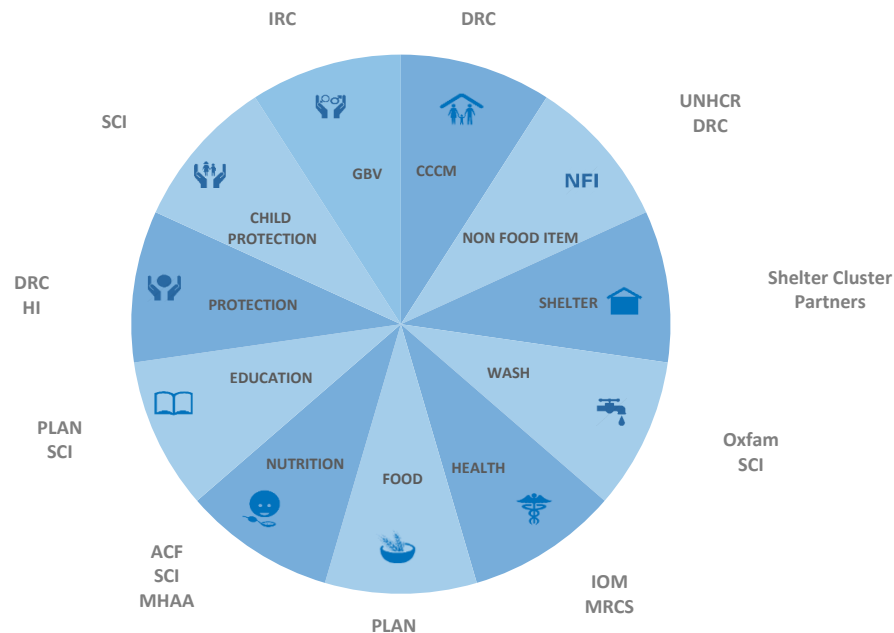 IRC
DRC
SCI
UNHCR
DRC
NFI
GBV
CCCM
CHILD
PROTECTION
NON FOOD ITEM
DRC
HI
PROTECTION
SHELTER
Shelter Cluster
Partners
EDUCATION
WASH
PLAN
SCI
Oxfam
SCI
NUTRITION
FOOD
HEALTH
ACF
SCI
MHAA
PLAN
IOM
MRCS